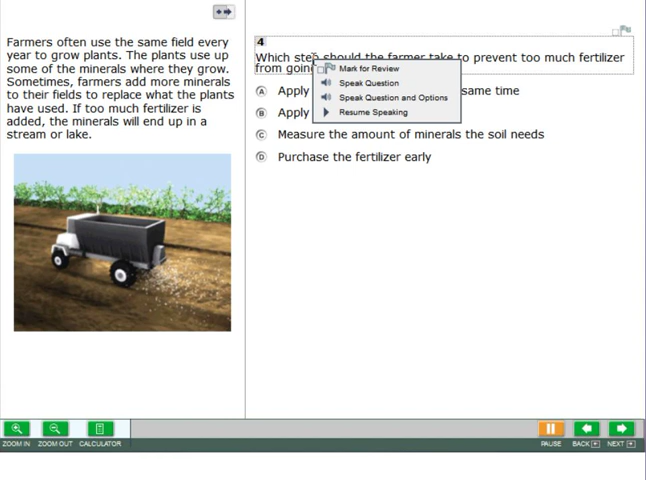 Farmers often use the same field every
year to grow plants. The plants use up
some of the minerals where they grow.
Sometimes, farmers add more minerals
to their fields to replace what the plants
have used. If too much fertilizer is
added, the minerals will end up in a
stream or lake.
4
Which step should the farmer take to prevent too much fertilizer
from goin
Mark for Review
Speak Question
Speak Question and Options
Resume Speaking
A Apply same time
B Apply
C Measure the amount of minerals the soil needs
D Purchase the fertilizer early
ZOOM IN ZOOM OUT CALCULATOR
PAUSE BACK NEXT